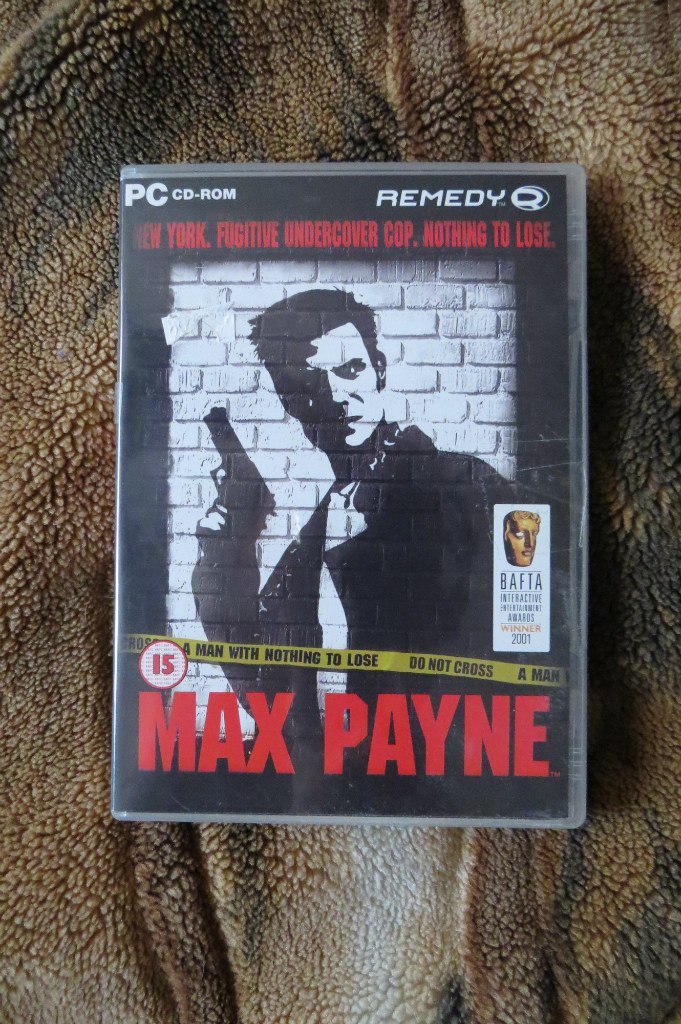 PC CD-ROM
REMEDY
NEW YORK. FUGITIVE UNDERCOVER COP. NOTHING TO LOSE.
BAFTA
INTERACTIVE
ENTERTAINMENT
AWARDS
WINNER
2001
CROSS A MAN WITH NOTHING TO LOSE DO NOT CROSS A MAN
15
MAX PAYNE™